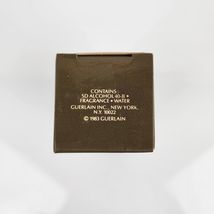 CONTAINS:
SD ALCOHOL 40-B •
FRAGRANCE • WATER
GUERLAIN INC., NEW YORK,
N.Y. 10022
© 1983 GUERLAIN